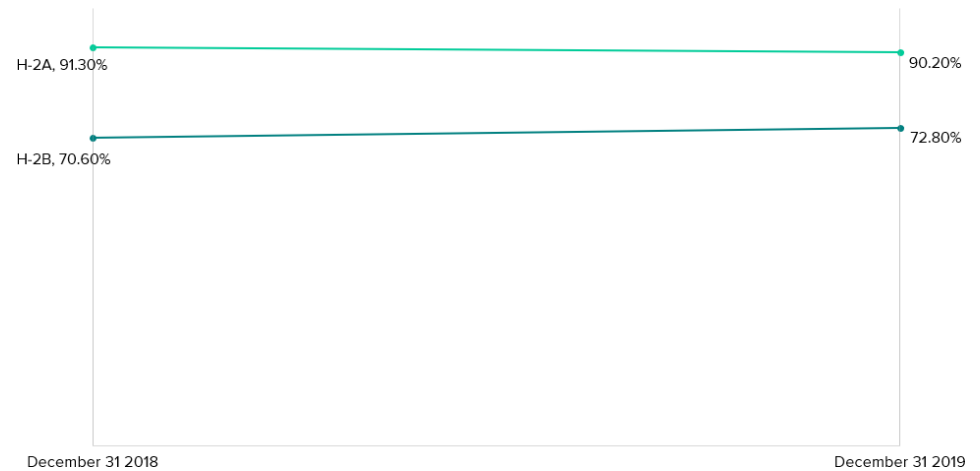 H-2A, 91.30%
90.20%
H-2B, 70.60%
72.80%
December 31 2018
December 31 2019